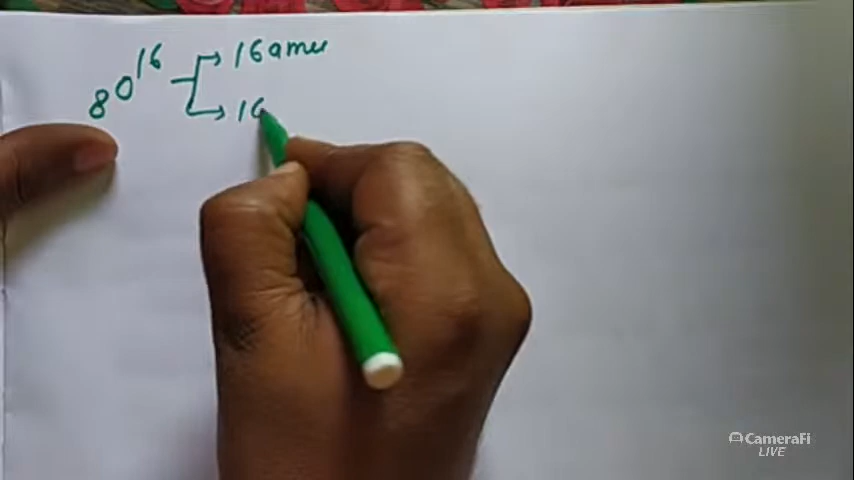 ₈O¹⁶ → 16amu
→ 16
CameraFi
LIVE